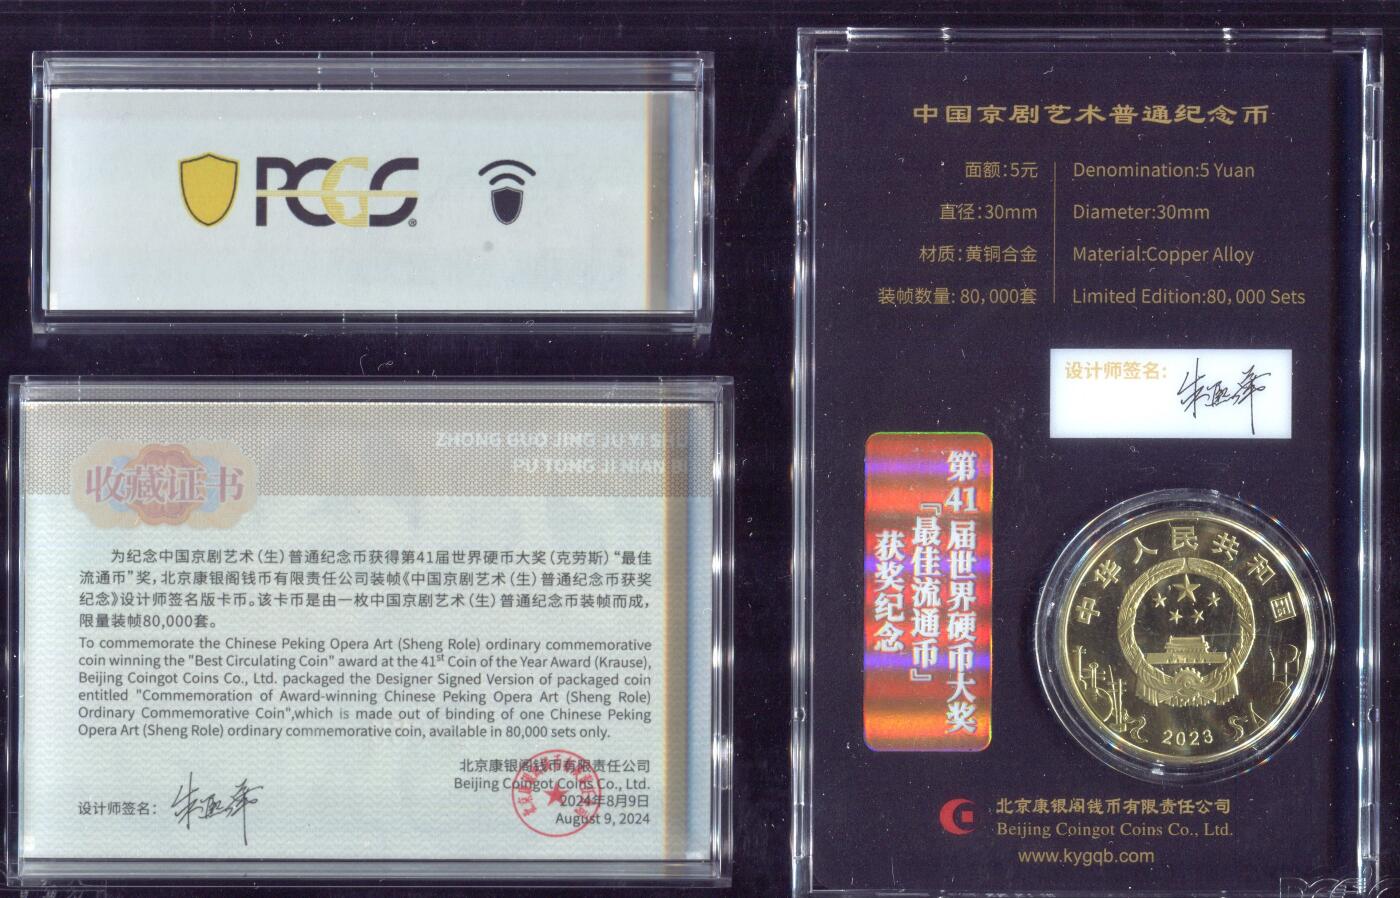 PCGS
收藏证书
ZHONG GUO JING JU YI SHU
PU TONG JI NIAN BI
为纪念中国京剧艺术(生)普通纪念币获得第41届世界硬币大奖(克劳斯)“最佳
流通币”奖,北京康银阁钱币有限责任公司装帧《中国京剧艺术(生)普通纪念币获奖
纪念》设计师签名版卡币。该卡币是由一枚中国京剧艺术(生)普通纪念币装帧而成,
限量装帧80,000套。
To commemorate the Chinese Peking Opera Art (Sheng Role) ordinary commemorative
coin winning the "Best Circulating Coin" award at the 41st Coin of the Year Award (Krause),
Beijing Coingot Coins Co., Ltd. packaged the Designer Signed Version of packaged coin
entitled "Commemoration of Award-winning Chinese Peking Opera Art (Sheng Role)
Ordinary Commemorative Coin",which is made out of binding of one Chinese Peking
Opera Art (Sheng Role) ordinary commemorative coin, available in 80,000 sets only.
北京康银阁钱币有限责任公司
Beijing Coingot Coins Co., Ltd.
2024年8月9日
August 9, 2024
设计师签名:
中国京剧艺术普通纪念币
面额:5元 Denomination:5 Yuan
直径:30mm Diameter:30mm
材质:黄铜合金 Material:Copper Alloy
装帧数量: 80,000套 Limited Edition:80,000 Sets
设计师签名:
第41届世界硬币大奖
『最佳流通币』
获奖纪念
中华人民共和国
2023
北京康银阁钱币有限责任公司
Beijing Coingot Coins Co., Ltd.
www.kygqb.com